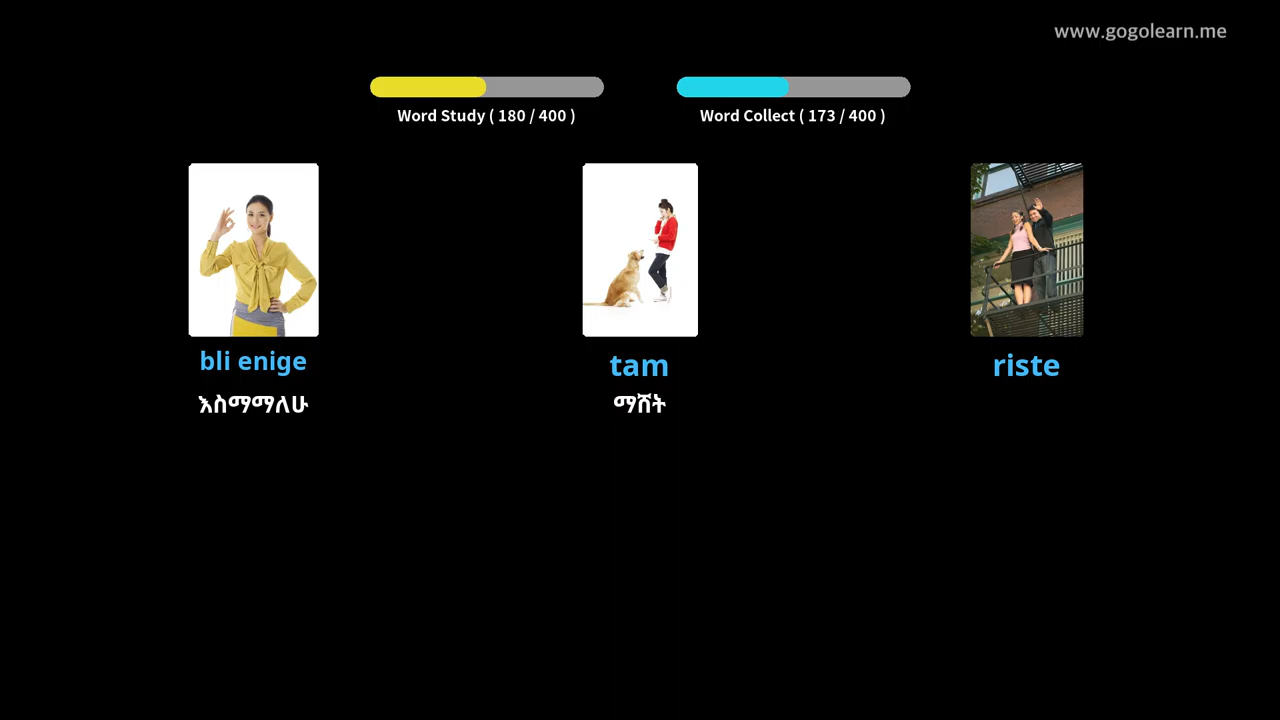 www.gogolearn.me
Word Study ( 180 / 400 )
Word Collect ( 173 / 400 )
bli enige
tam
riste
እስማማለሁ
ማሽት